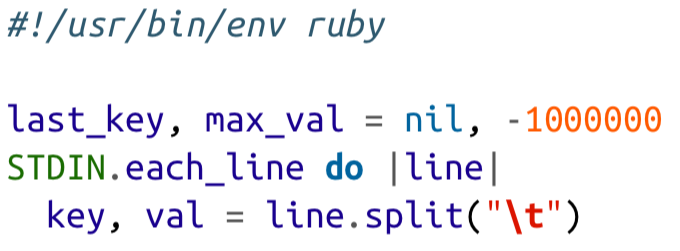 #!/usr/bin/env ruby
last_key, max_val = nil, -1000000
STDIN.each_line do |line|
key, val = line.split("\t")